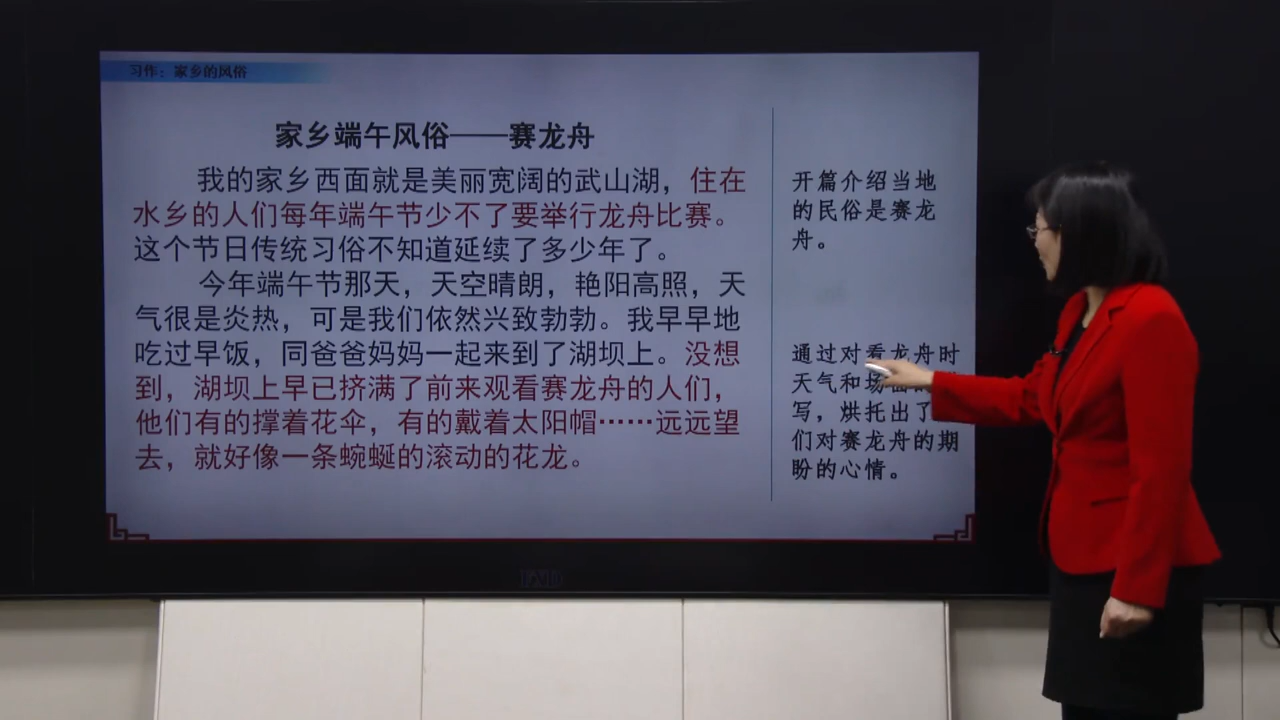 习作：家乡的风俗
家乡端午风俗——赛龙舟
我的家乡西面就是美丽宽阔的武山湖，住在
水乡的人们每年端午节少不了要举行龙舟比赛。
这个节日传统习俗不知道延续了多少年了。
今年端午节那天，天空晴朗，艳阳高照，天
气很是炎热，可是我们依然兴致勃勃。我早早地
吃过早饭，同爸爸妈妈一起来到了湖坝上。没想
到，湖坝上早已挤满了前来观看赛龙舟的人们，
他们有的撑着花伞，有的戴着太阳帽……远远望
去，就好像一条蜿蜒的滚动的花龙。
开篇介绍当地
的民俗是赛龙
舟。
通过对看龙舟时
天气和场
写，烘托出了
们对赛龙舟的期
盼的心情。